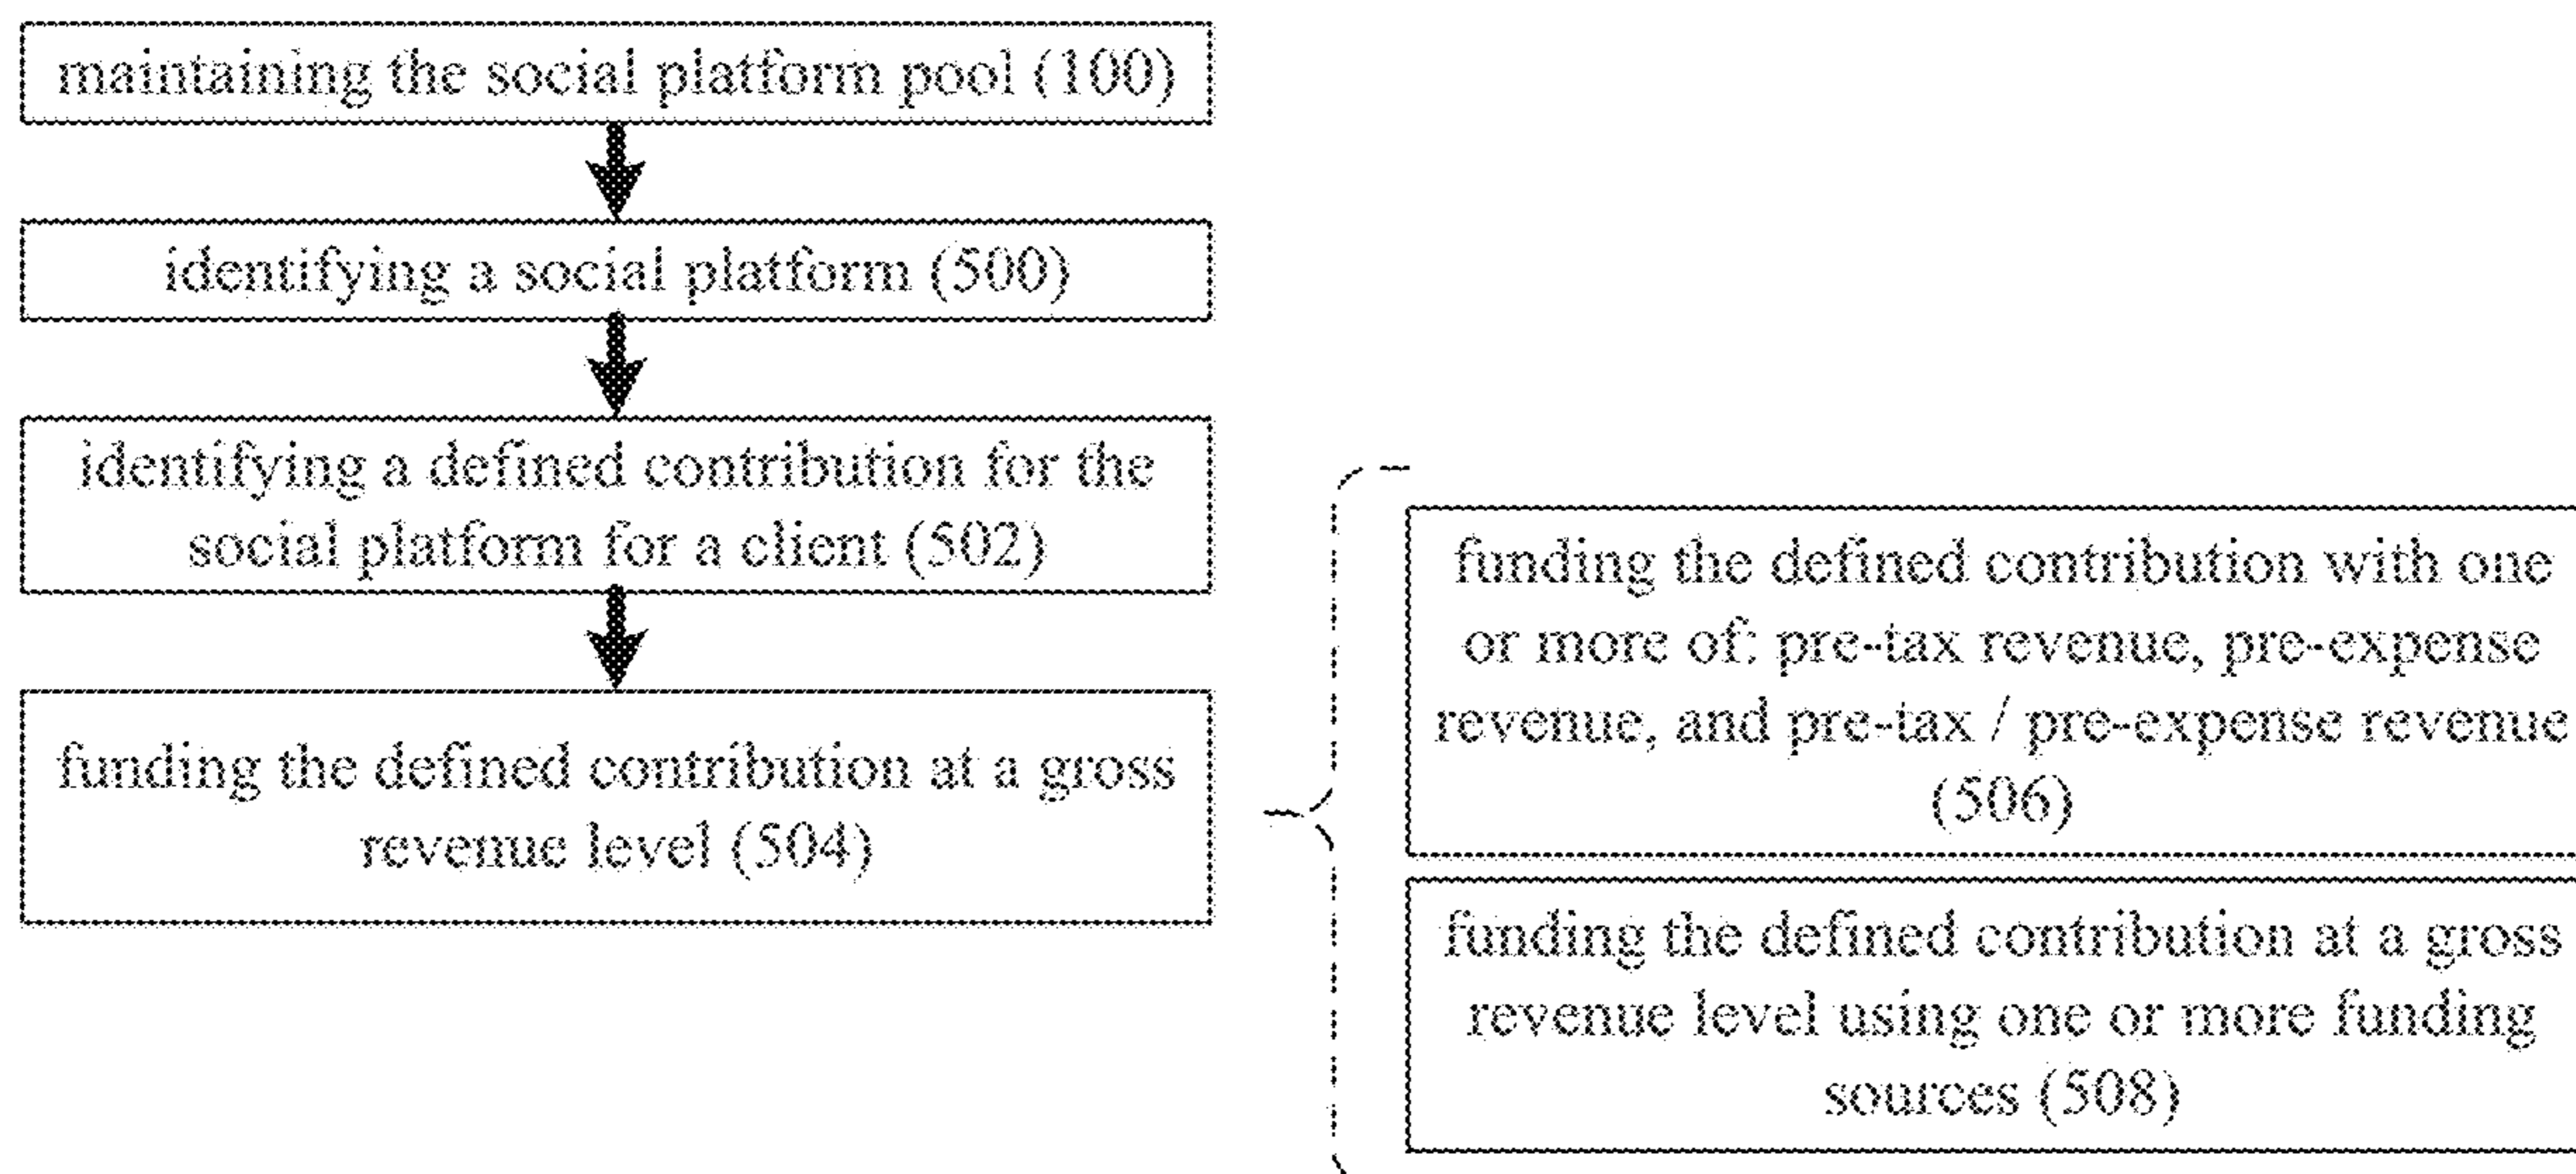 maintaining the social platform pool (100)
identifying a social platform (500)
identifying a defined contribution for the
social platform for a client (502)
funding the defined contribution at a gross
revenue level (504)
funding the defined contribution with one
or more of: pre-tax revenue, pre-expense
revenue, and pre-tax / pre-expense revenue
(506)
funding the defined contribution at a gross
revenue level using one or more funding
sources (508)